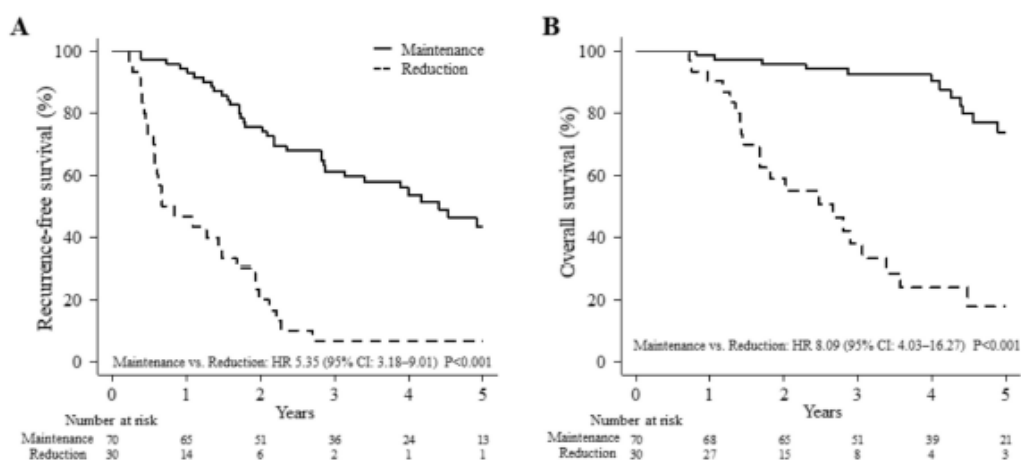 A
Recurrence-free survival (%)
100
80
60
40
20
0
Maintenance
Reduction
Maintenance vs. Reduction: HR 5.35 (95% CI: 3.18–9.01) P<0.001
0 1 2 3 4 5
Years
Number at risk
Maintenance 70 65 51 36 24 13
Reduction 30 14 6 2 1 1
B
Overall survival (%)
100
80
60
40
20
0
Maintenance vs. Reduction: HR 8.09 (95% CI: 4.03–16.27) P<0.001
0 1 2 3 4 5
Years
Number at risk
Maintenance 70 68 65 51 39 21
Reduction 30 27 15 8 4 3